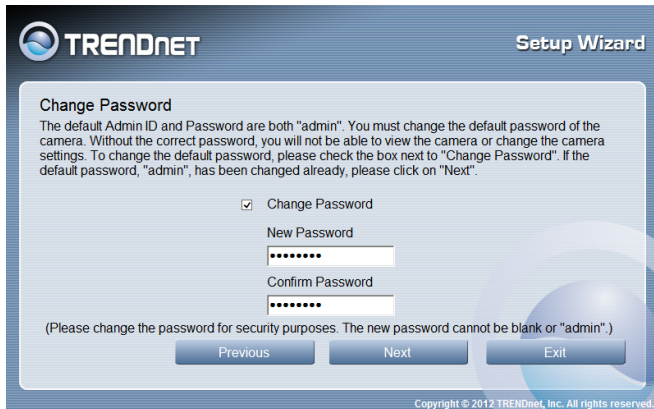 TRENDNET
Setup Wizard
Change Password
The default Admin ID and Password are both "admin". You must change the default password of the
camera. Without the correct password, you will not be able to view the camera or change the camera
settings. To change the default password, please check the box next to "Change Password". If the
default password, "admin", has been changed already, please click on "Next".
Change Password
New Password
••••••••
Confirm Password
••••••••
(Please change the password for security purposes. The new password cannot be blank or "admin".)
Previous Next Exit
Copyright © 2012 TRENDnet, Inc. All rights reserved.